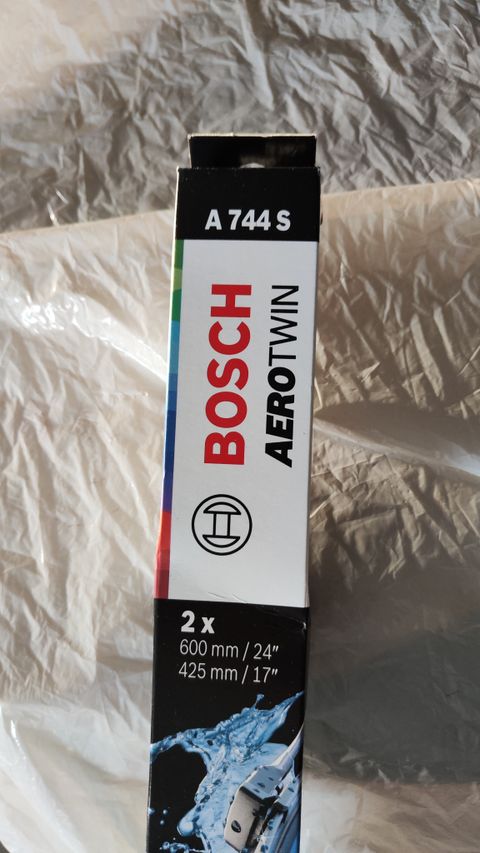 A 744 S
BOSCH
AEROTWIN
2 x
600 mm / 24"
425 mm / 17"